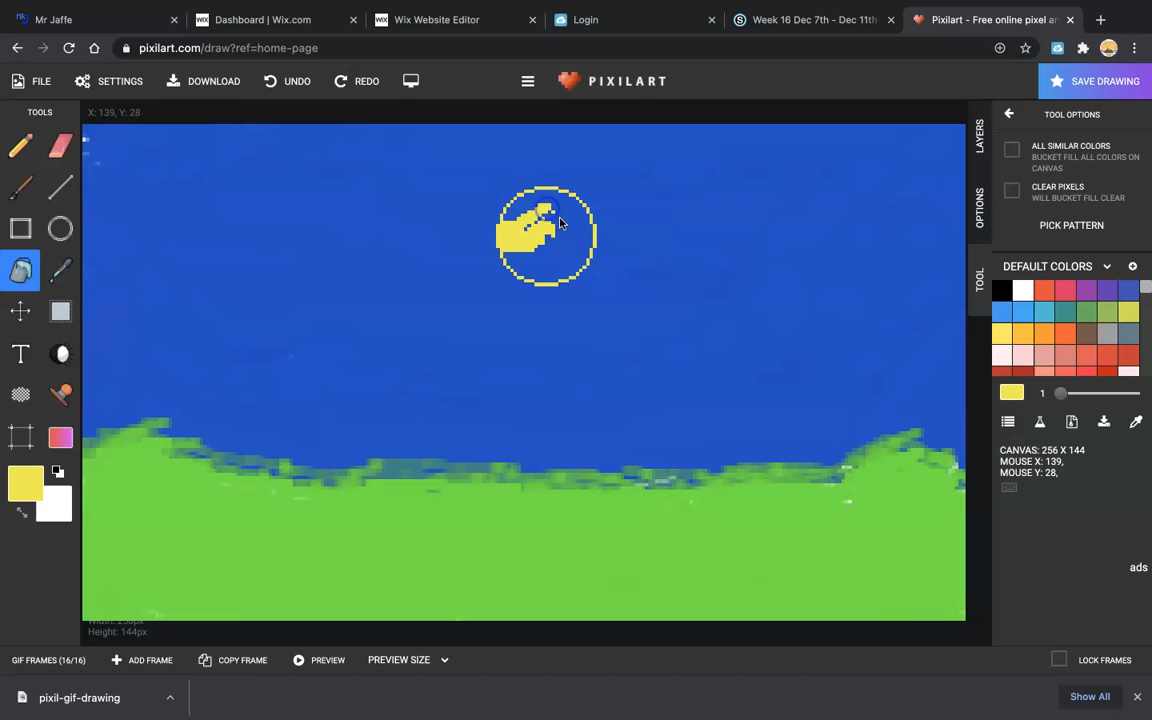 Mr Jaffe
Dashboard | Wix.com
Wix Website Editor
Login
Week 16 Dec 7th - Dec 11th
Pixilart - Free online pixel ar
pixilart.com/draw?ref=home-page
FILE
SETTINGS
DOWNLOAD
UNDO
REDO
PIXILART
SAVE DRAWING
TOOLS
X: 139, Y: 28
LAYERS
OPTIONS
TOOL
TOOL OPTIONS
ALL SIMILAR COLORS
BUCKET FILL ALL COLORS ON
CANVAS
CLEAR PIXELS
WILL BUCKET FILL CLEAR
PICK PATTERN
DEFAULT COLORS
1
CANVAS: 256 X 144
MOUSE X: 139,
MOUSE Y: 28,
ads
Height: 144px
GIF FRAMES (16/16)
ADD FRAME
COPY FRAME
PREVIEW
PREVIEW SIZE
LOCK FRAMES
pixil-gif-drawing
Show All